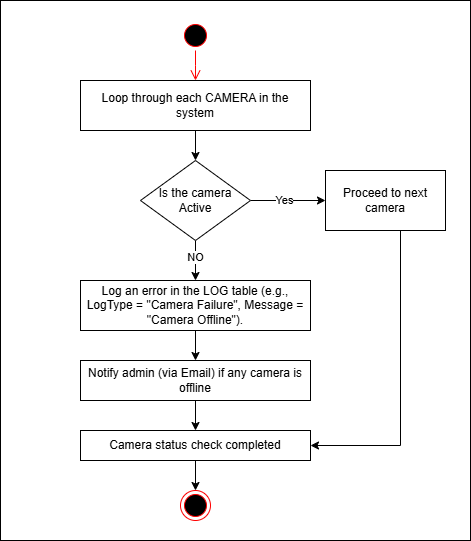 Loop through each CAMERA in the
system
Is the camera
Active
Yes
Proceed to next
camera
NO
Log an error in the LOG table (e.g.,
LogType = "Camera Failure", Message =
"Camera Offline").
Notify admin (via Email) if any camera is
offline
Camera status check completed